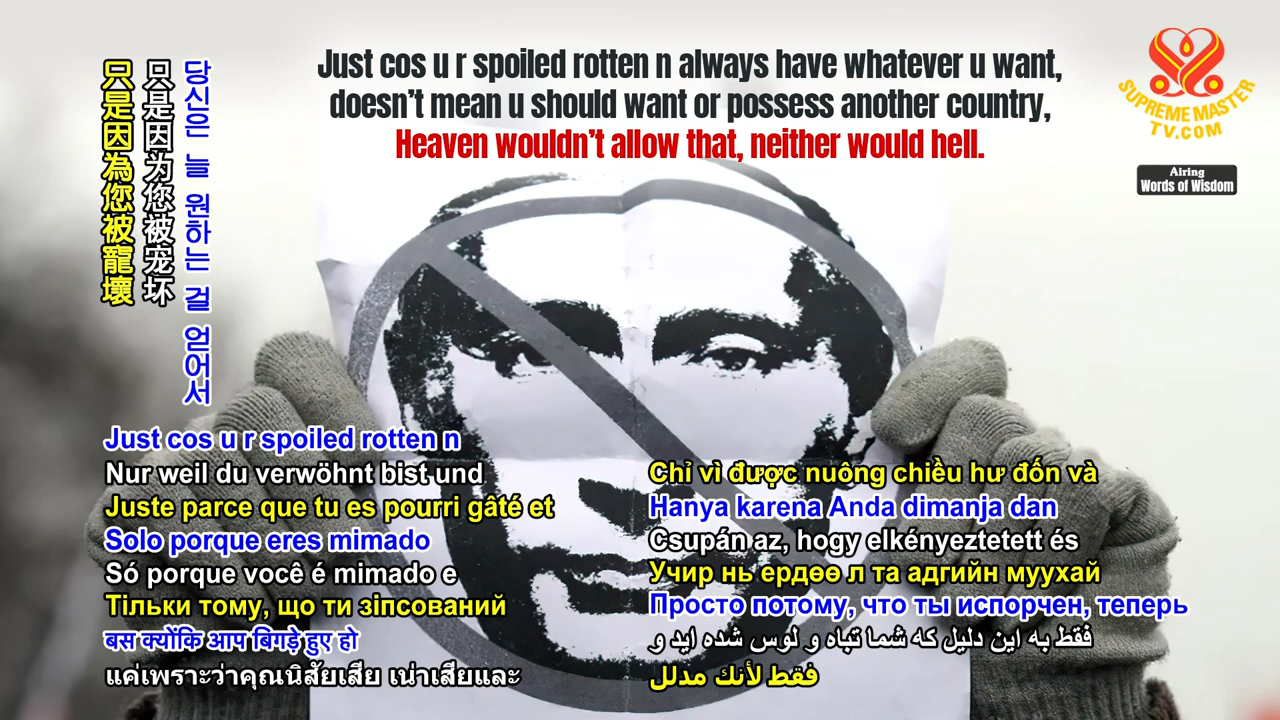 Just cos u r spoiled rotten n always have whatever u want,
doesn't mean u should want or possess another country,
Heaven wouldn't allow that, neither would hell.
SUPREME MASTER
TV.COM
Airing
Words of Wisdom
당신은 늘 원하는 걸 얻어서
只是因为您被宠坏
只是因為您被寵壞
Just cos u r spoiled rotten n
Nur weil du verwöhnt bist und
Juste parce que tu es pourri gâté et
Solo porque eres mimado
Só porque você é mimado e
Тільки тому, що ти зіпсований
बस क्योंकि आप बिगड़े हुए हो
แค่เพราะว่าคุณนิสัยเสีย เน่าเสียและ
Chỉ vì được nuông chiều hư đốn và
Hanya karena Anda dimanja dan
Csupán az, hogy elkényeztetett és
Учир нь ердөө л та адгийн муухай
Просто потому, что ты испорчен, теперь
فقط به این دلیل که شما تباه و لوس شده اید و
فقط لأنك مدلل